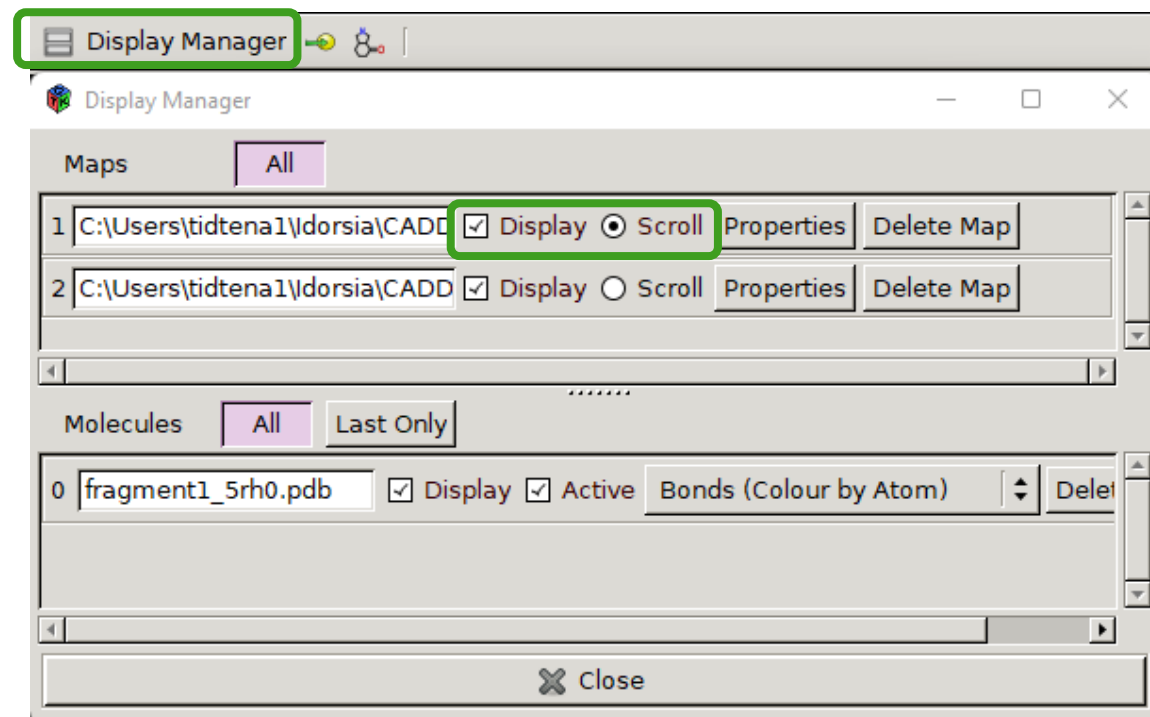 Display Manager
Display Manager
Maps All
1 C:\Users\tidtena1\Idorsia\CADD Display Scroll Properties Delete Map
2 C:\Users\tidtena1\Idorsia\CADD Display Scroll Properties Delete Map
Molecules All Last Only
0 fragment1_5rh0.pdb Display Active Bonds (Colour by Atom) Delet
Close